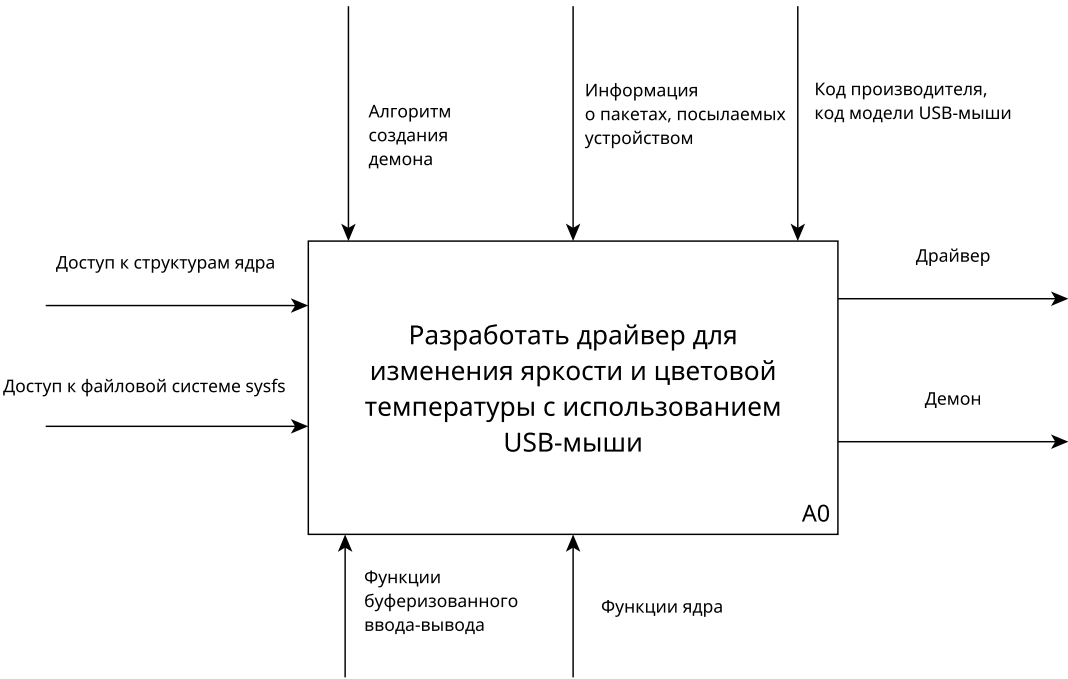 Алгоритм
создания
демона
Информация
о пакетах, посылаемых
устройством
Код производителя,
код модели USB-мыши
Доступ к структурам ядра
Доступ к файловой системе sysfs
Разработать драйвер для
изменения яркости и цветовой
температуры с использованием
USB-мыши
A0
Драйвер
Демон
Функции
буферизованного
ввода-вывода
Функции ядра